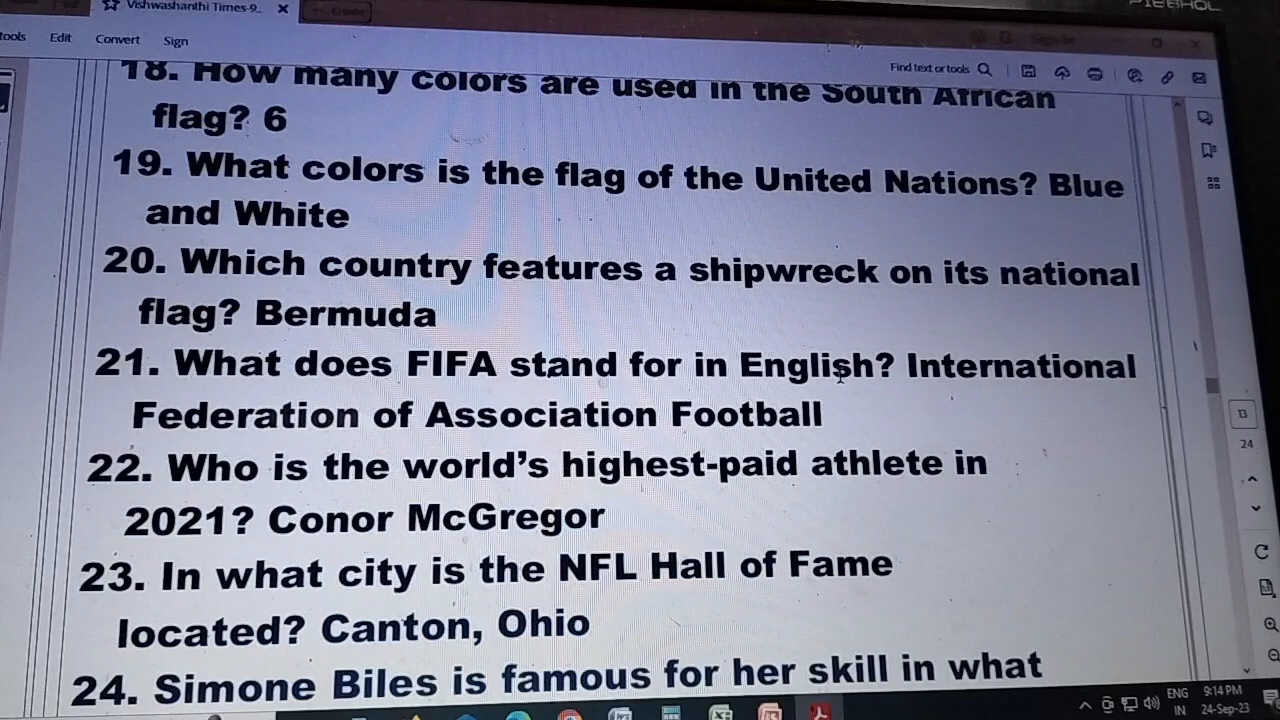 Vishwashanthi Times-9...
tools Edit Convert Sign
Find text or tools
18. How many colors are used in the South African
flag? 6
19. What colors is the flag of the United Nations? Blue
and White
20. Which country features a shipwreck on its national
flag? Bermuda
21. What does FIFA stand for in English? International
Federation of Association Football
22. Who is the world's highest-paid athlete in
2021? Conor McGregor
23. In what city is the NFL Hall of Fame
located? Canton, Ohio
24. Simone Biles is famous for her skill in what
13
24
ENG 9:14 PM
IN 24-Sep-23